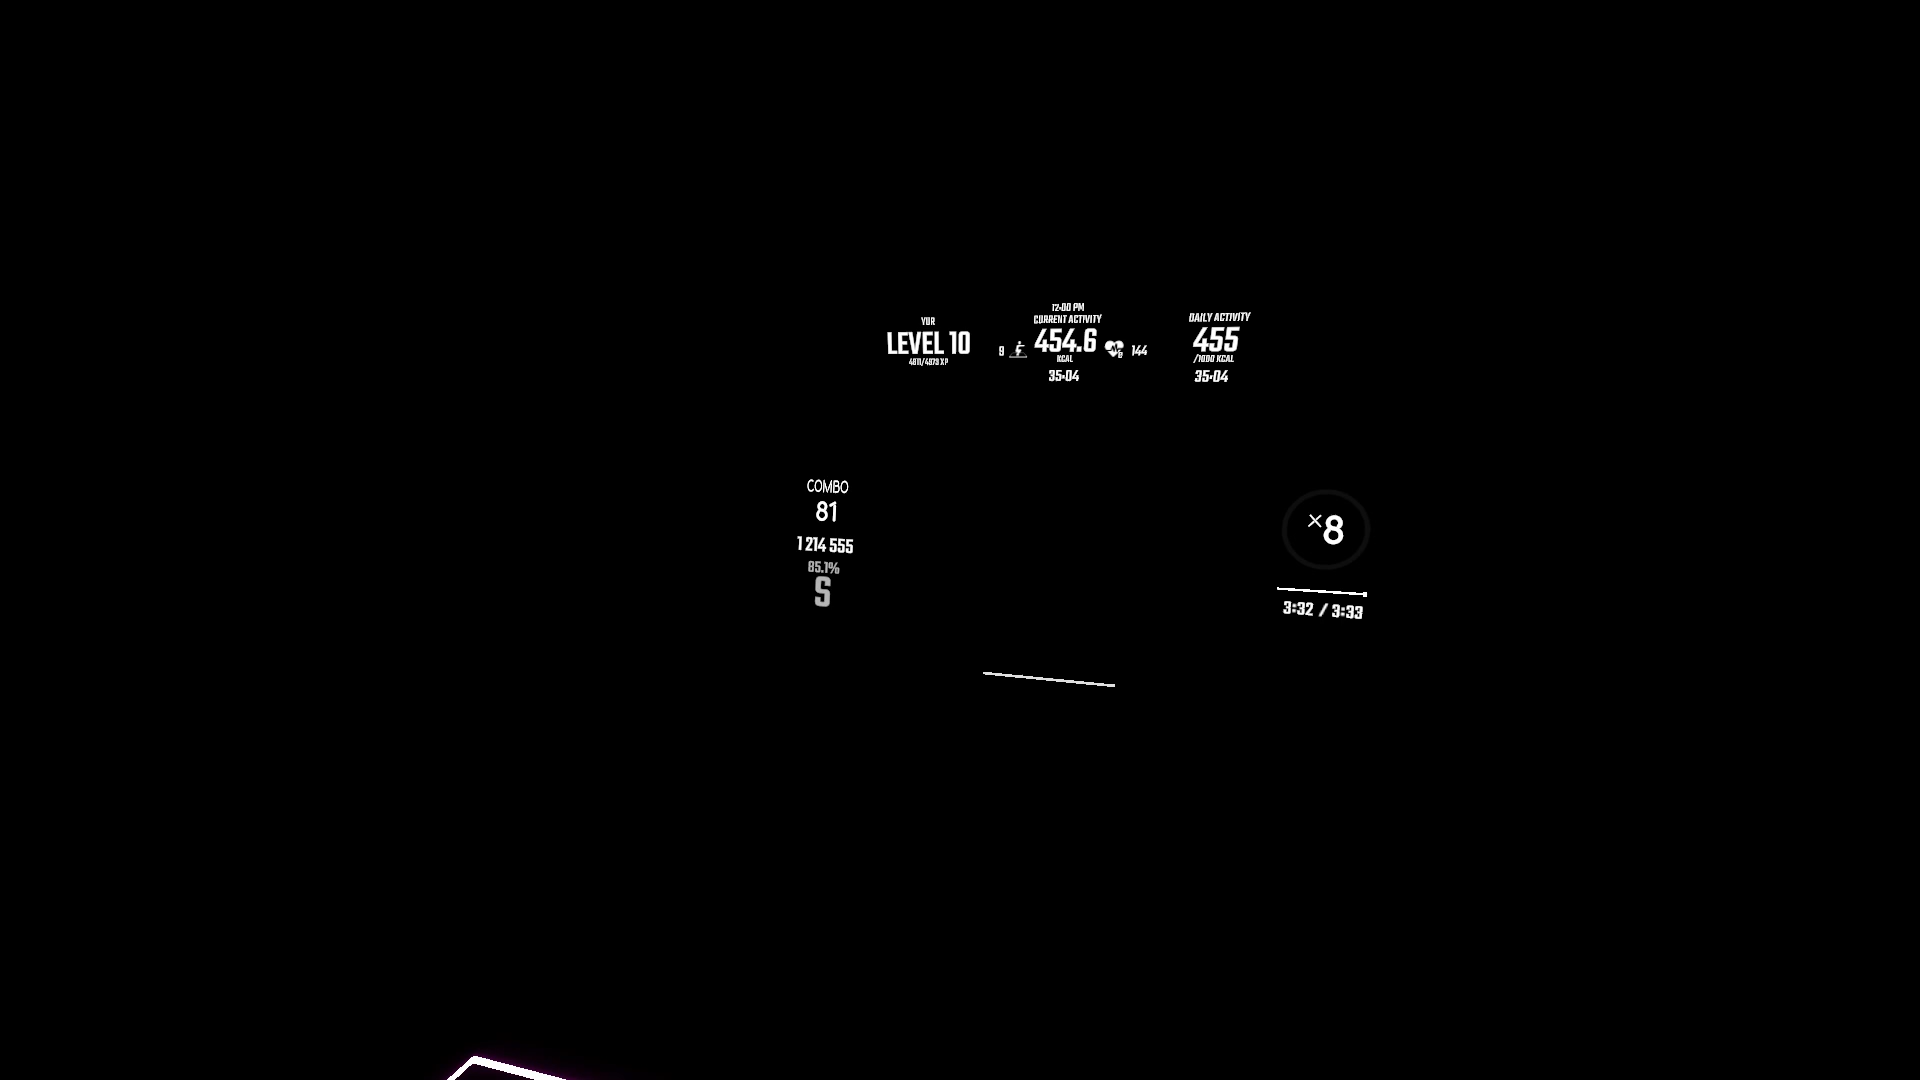 YUR
LEVEL 10
12:00 PM
CURRENT ACTIVITY
9 454.6 144
KCAL
35:04
DAILY ACTIVITY
455
/1000 KCAL
35:04
COMBO
81
1 214 555
85.1%
S
×8
3:32 / 3:33